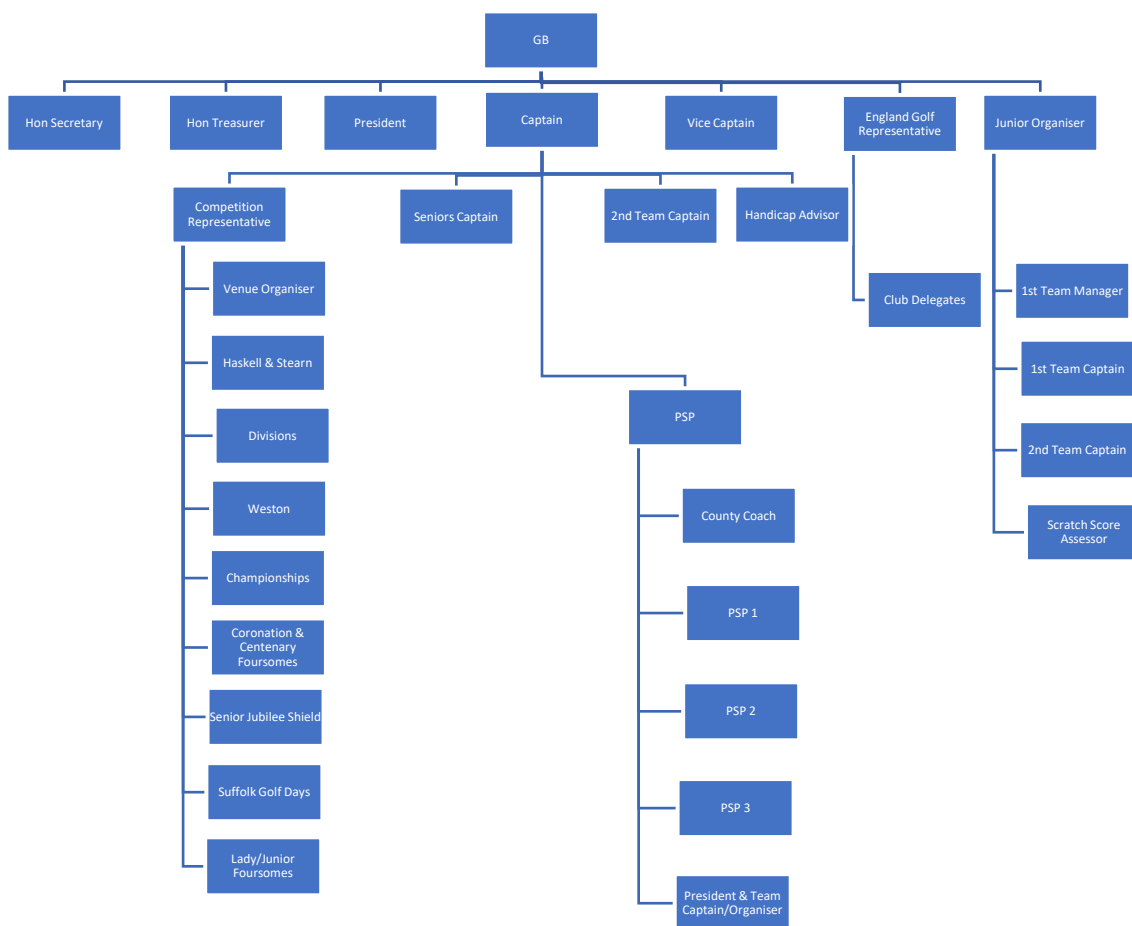 GB
Hon Secretary
Hon Treasurer
President
Captain
Vice Captain
England Golf
Representative
Junior Organiser
Competition
Representative
Seniors Captain
2nd Team Captain
Handicap Advisor
Venue Organiser
Haskell & Stearn
Divisions
Weston
Championships
Coronation &
Centenary
Foursomes
Senior Jubilee Shield
Suffolk Golf Days
Lady/Junior
Foursomes
PSP
County Coach
PSP 1
PSP 2
PSP 3
President & Team
Captain/Organiser
Club Delegates
1st Team Manager
1st Team Captain
2nd Team Captain
Scratch Score
Assessor